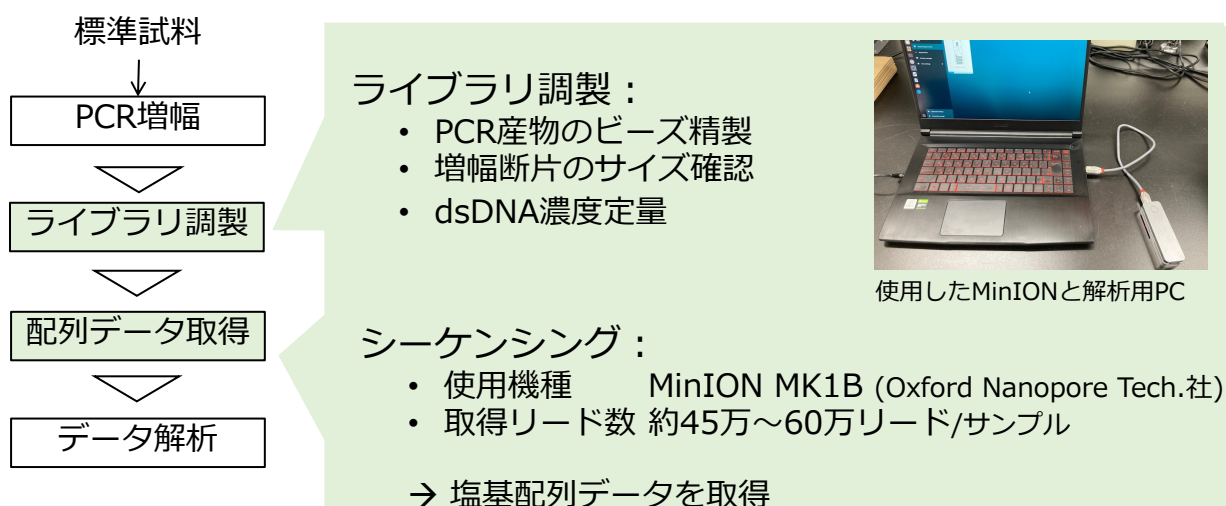 標準試料
PCR増幅
ライブラリ調製
配列データ取得
データ解析
ライブラリ調製：
• PCR産物のビーズ精製
• 増幅断片のサイズ確認
• dsDNA濃度定量
使用したMinIONと解析用PC
シーケンシング：
• 使用機種 MinION MK1B (Oxford Nanopore Tech.社)
• 取得リード数 約45万～60万リード/サンプル
→ 塩基配列データを取得